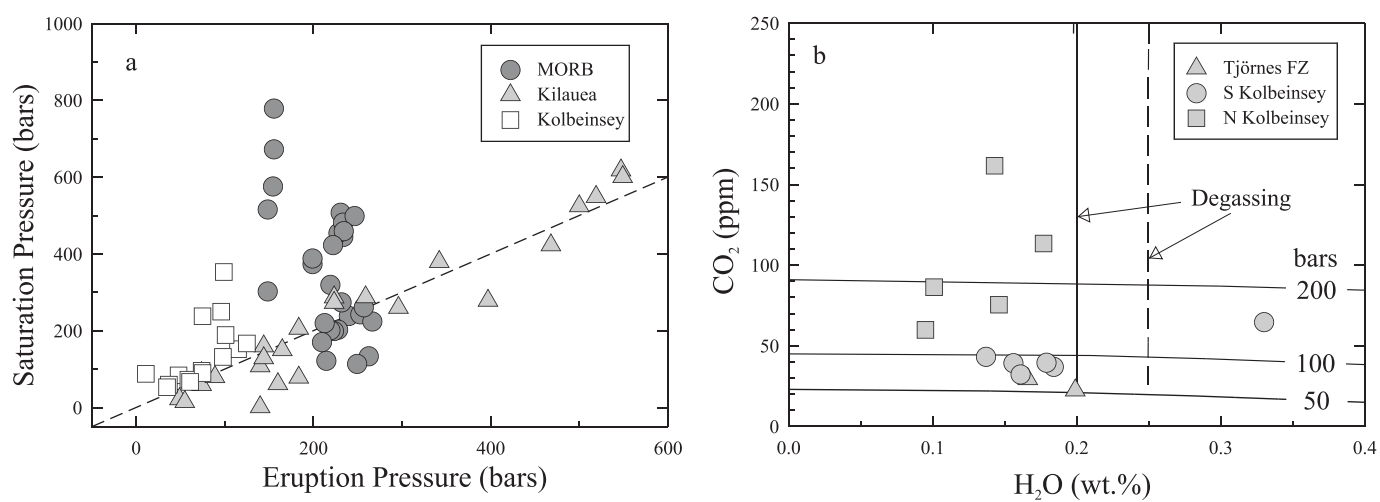 a
MORB
Kilauea
Kolbeinsey
1000
800
600
400
200
0
Saturation Pressure (bars)
0 200 400 600
Eruption Pressure (bars)
b
Tjörnes FZ
S Kolbeinsey
N Kolbeinsey
Degassing
bars
200
100
50
250
200
150
100
50
0
CO₂ (ppm)
0.0 0.1 0.2 0.3 0.4
H₂O (wt.%)